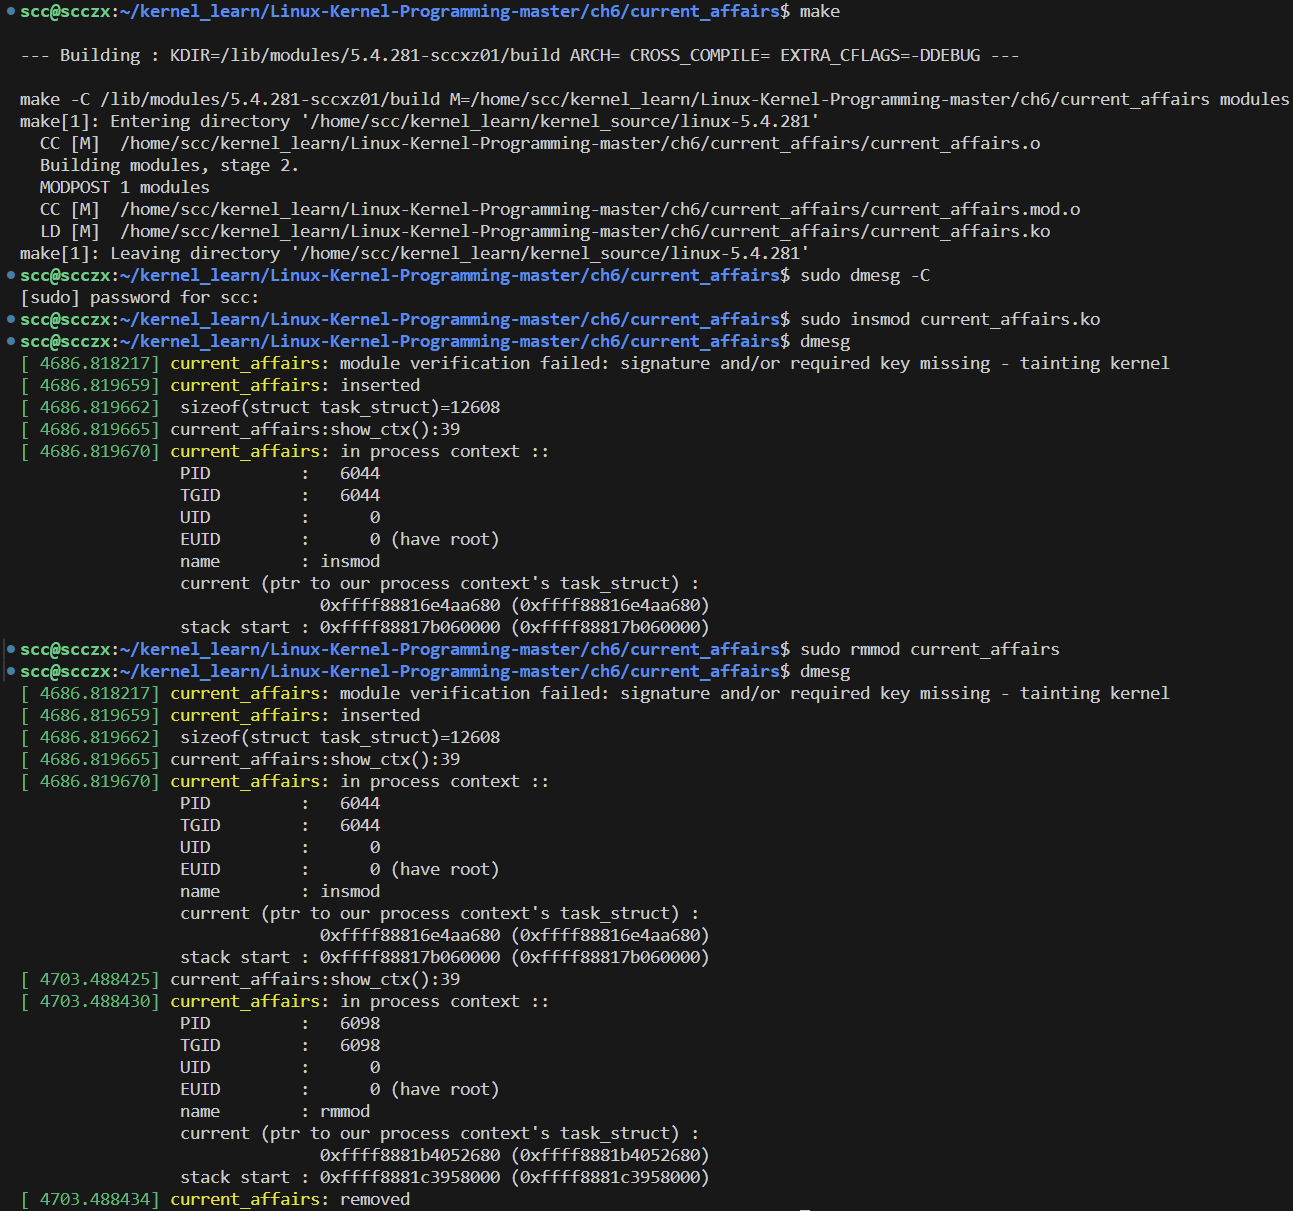 scc@scczx:~/kernel_learn/Linux-Kernel-Programming-master/ch6/current_affairs$ make

--- Building : KDIR=/lib/modules/5.4.281-sccxz01/build ARCH= CROSS_COMPILE= EXTRA_CFLAGS=-DDEBUG ---

make -C /lib/modules/5.4.281-sccxz01/build M=/home/scc/kernel_learn/Linux-Kernel-Programming-master/ch6/current_affairs modules
make[1]: Entering directory '/home/scc/kernel_learn/kernel_source/linux-5.4.281'
  CC [M]  /home/scc/kernel_learn/Linux-Kernel-Programming-master/ch6/current_affairs/current_affairs.o
  Building modules, stage 2.
  MODPOST 1 modules
  CC [M]  /home/scc/kernel_learn/Linux-Kernel-Programming-master/ch6/current_affairs/current_affairs.mod.o
  LD [M]  /home/scc/kernel_learn/Linux-Kernel-Programming-master/ch6/current_affairs/current_affairs.ko
make[1]: Leaving directory '/home/scc/kernel_learn/kernel_source/linux-5.4.281'
scc@scczx:~/kernel_learn/Linux-Kernel-Programming-master/ch6/current_affairs$ sudo dmesg -C
[sudo] password for scc:
scc@scczx:~/kernel_learn/Linux-Kernel-Programming-master/ch6/current_affairs$ sudo insmod current_affairs.ko
scc@scczx:~/kernel_learn/Linux-Kernel-Programming-master/ch6/current_affairs$ dmesg
[ 4686.818217] current_affairs: module verification failed: signature and/or required key missing - tainting kernel
[ 4686.819659] current_affairs: inserted
[ 4686.819662]  sizeof(struct task_struct)=12608
[ 4686.819665] current_affairs:show_ctx():39
[ 4686.819670] current_affairs: in process context ::
                PID         :   6044
                TGID        :   6044
                UID         :      0
                EUID        :      0 (have root)
                name        : insmod
                current (ptr to our process context's task_struct) :
                              0xffff88816e4aa680 (0xffff88816e4aa680)
                stack start : 0xffff88817b060000 (0xffff88817b060000)
scc@scczx:~/kernel_learn/Linux-Kernel-Programming-master/ch6/current_affairs$ sudo rmmod current_affairs
scc@scczx:~/kernel_learn/Linux-Kernel-Programming-master/ch6/current_affairs$ dmesg
[ 4686.818217] current_affairs: module verification failed: signature and/or required key missing - tainting kernel
[ 4686.819659] current_affairs: inserted
[ 4686.819662]  sizeof(struct task_struct)=12608
[ 4686.819665] current_affairs:show_ctx():39
[ 4686.819670] current_affairs: in process context ::
                PID         :   6044
                TGID        :   6044
                UID         :      0
                EUID        :      0 (have root)
                name        : insmod
                current (ptr to our process context's task_struct) :
                              0xffff88816e4aa680 (0xffff88816e4aa680)
                stack start : 0xffff88817b060000 (0xffff88817b060000)
[ 4703.488425] current_affairs:show_ctx():39
[ 4703.488430] current_affairs: in process context ::
                PID         :   6098
                TGID        :   6098
                UID         :      0
                EUID        :      0 (have root)
                name        : rmmod
                current (ptr to our process context's task_struct) :
                              0xffff8881b4052680 (0xffff8881b4052680)
                stack start : 0xffff8881c3958000 (0xffff8881c3958000)
[ 4703.488434] current_affairs: removed